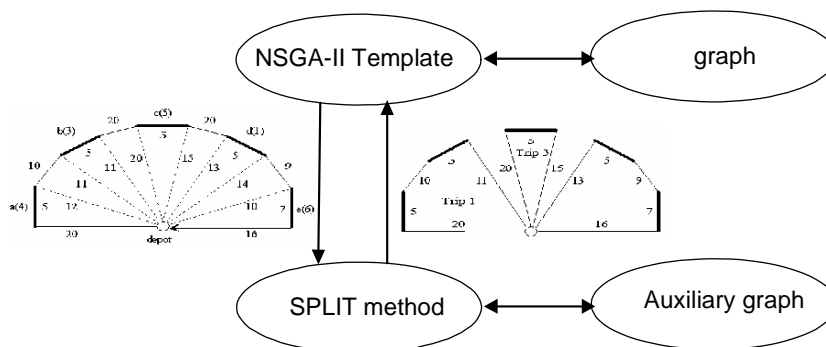 NSGA-II Template
graph
c(5)
20
20
b(3)
5
d(1)
10
5
11
20
15
13
5
9
11
14
a(4)
5
12
10
7
e(6)
20
depot
16
5
Trip 3
5
5
10
11
20
15
13
9
5
Trip 1
7
20
16
SPLIT method
Auxiliary graph